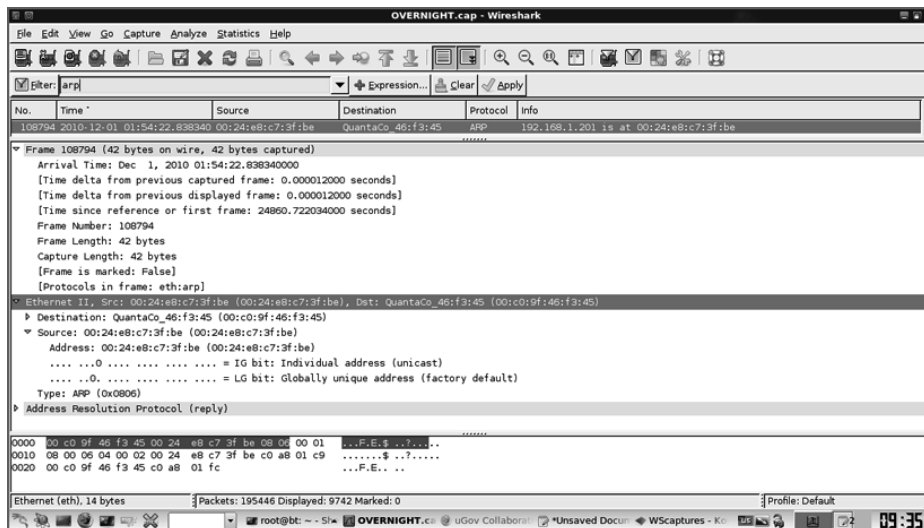 OVERNIGHT.cap - Wireshark
File Edit View Go Capture Analyze Statistics Help
Filter: arp Expression... Clear Apply
No. Time Source Destination Protocol Info
108794 2010-12-01 01:54:22.838340 00:24:e8:c7:3f:be QuantaCo_46:f3:45 ARP 192.168.1.201 is at 00:24:e8:c7:3f:be
Frame 108794 (42 bytes on wire, 42 bytes captured)
Arrival Time: Dec 1, 2010 01:54:22.838340000
[Time delta from previous captured frame: 0.000012000 seconds]
[Time delta from previous displayed frame: 0.000012000 seconds]
[Time since reference or first frame: 24860.722034000 seconds]
Frame Number: 108794
Frame Length: 42 bytes
Capture Length: 42 bytes
[Frame is marked: False]
[Protocols in frame: eth:arp]
Ethernet II, Src: 00:24:e8:c7:3f:be (00:24:e8:c7:3f:be), Dst: QuantaCo_46:f3:45 (00:c0:9f:46:f3:45)
Destination: QuantaCo_46:f3:45 (00:c0:9f:46:f3:45)
Source: 00:24:e8:c7:3f:be (00:24:e8:c7:3f:be)
Address: 00:24:e8:c7:3f:be (00:24:e8:c7:3f:be)
.... ...0 .... .... .... .... = IG bit: Individual address (unicast)
.... ..0. .... .... .... .... = LG bit: Globally unique address (factory default)
Type: ARP (0x0806)
Address Resolution Protocol (reply)
0000 00 c0 9f 46 f3 45 00 24 e8 c7 3f be 08 06 00 01 ...F.E.$ ..?.....
0010 08 00 06 04 00 02 00 24 e8 c7 3f be c0 a8 01 c9 .......$ ..?.....
0020 00 c0 9f 46 f3 45 c0 a8 01 fc ...F.E.. ..
Ethernet (eth), 14 bytes Packets: 195446 Displayed: 9742 Marked: 0 Profile: Default
root@bt: ~ - Sh OVERNIGHT.ca uGov Collaborat *Unsaved Docum WScaptures - Ko US 2 09:35